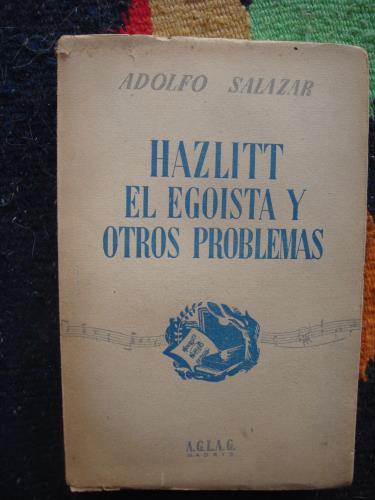 ADOLFO SALAZAR
HAZLITT
EL EGOISTA Y
OTROS PROBLEMAS
A.G.L.A.G.
MADRID